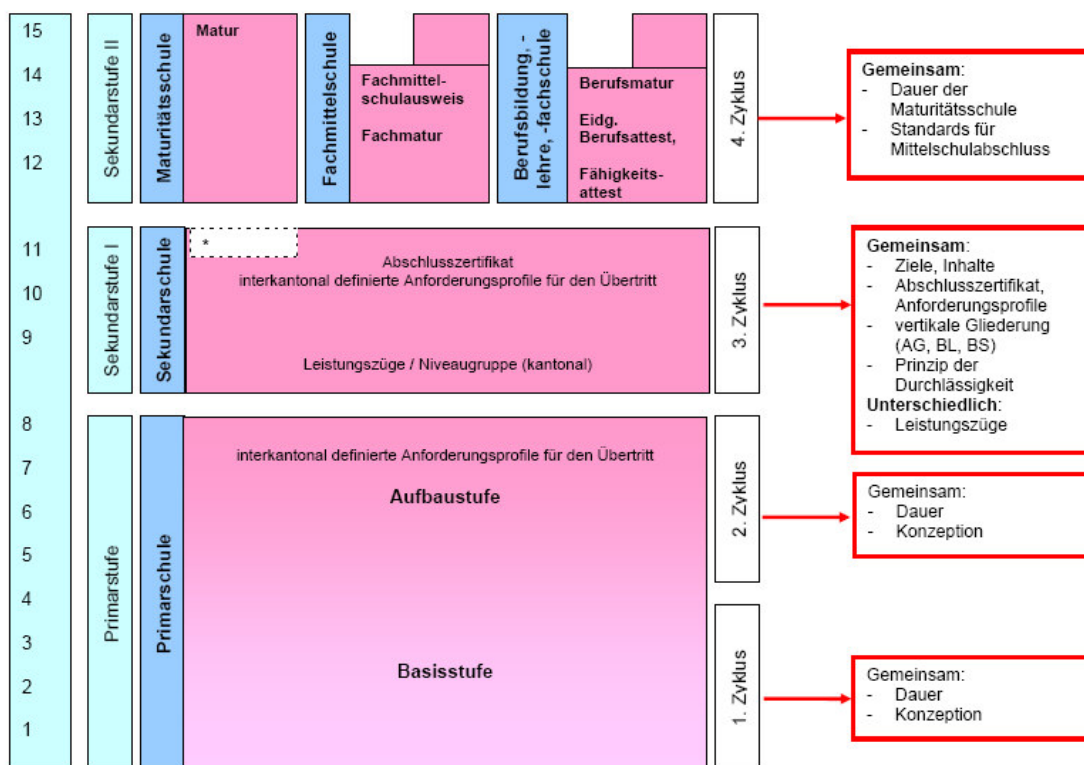 15
14
13
12
11
10
9
8
7
6
5
4
3
2
1
Sekundarstufe II
Sekundarstufe I
Primarstufe
Maturitätsschule
Matur
Fachmittelschule
Fachmittel-
schulausweis
Fachmatur
Berufsbildung, -
lehre, -fachschule
Berufsmatur
Eidg.
Berufsattest,
Fähigkeits-
attest
4. Zyklus
Gemeinsam:
- Dauer der
Maturitätsschule
- Standards für
Mittelschulabschluss
Sekundarschule
*
Abschlusszertifikat
interkantonal definierte Anforderungsprofile für den Übertritt
Leistungszüge / Niveaugruppe (kantonal)
3. Zyklus
Gemeinsam:
- Ziele, Inhalte
- Abschlusszertifikat,
Anforderungsprofile
- vertikale Gliederung
(AG, BL, BS)
- Prinzip der
Durchlässigkeit
Unterschiedlich:
- Leistungszüge
Primarschule
interkantonal definierte Anforderungsprofile für den Übertritt
Aufbaustufe
Basisstufe
2. Zyklus
Gemeinsam:
- Dauer
- Konzeption
1. Zyklus
Gemeinsam:
- Dauer
- Konzeption